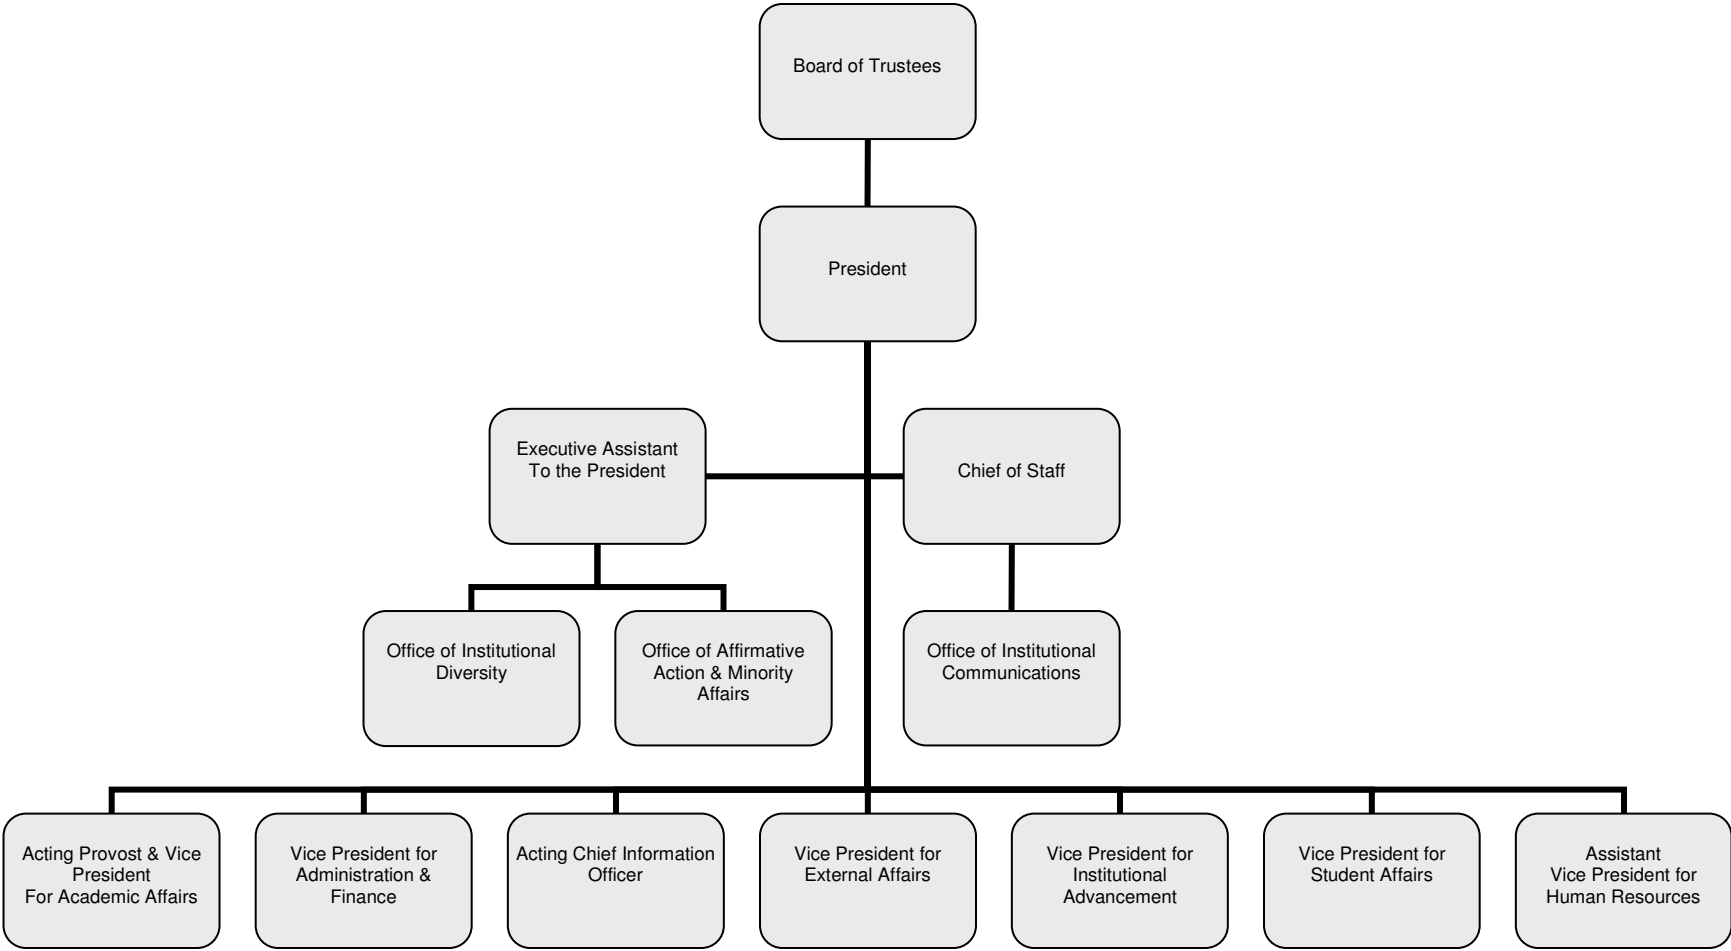 Board of Trustees
President
Executive Assistant
To the President
Chief of Staff
Office of Institutional
Diversity
Office of Affirmative
Action & Minority
Affairs
Office of Institutional
Communications
Acting Provost & Vice
President
For Academic Affairs
Vice President for
Administration &
Finance
Acting Chief Information
Officer
Vice President for
External Affairs
Vice President for
Institutional
Advancement
Vice President for
Student Affairs
Assistant
Vice President for
Human Resources